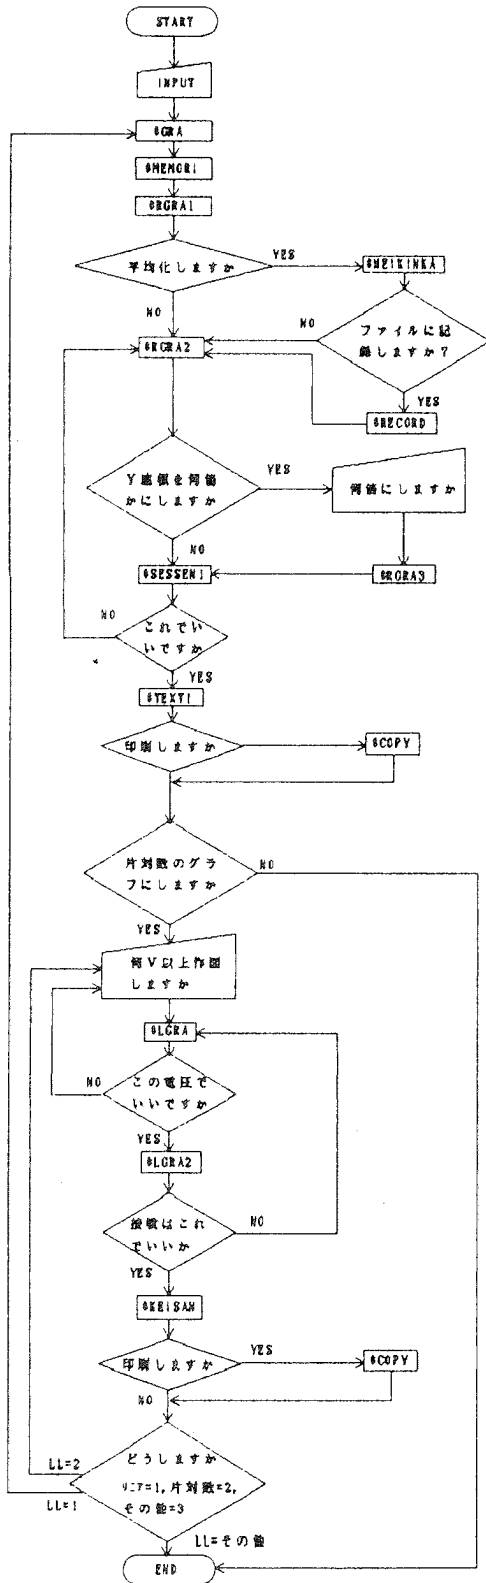 START
INPUT
*GRA
*MEMORI
*RGRA1
平均化しますか
YES
*HEIKINKA
NO
ファイルに記
録しますか?
NO
YES
*RECORD
*RGRA2
Y座標を何倍
かにしますか
YES
何倍にしますか
NO
*RGRA3
*SESSEN1
これでい
いですか
NO
YES
*TEXT1
印刷しますか
*COPY
片対数のグラ
フにしますか
NO
YES
何V以上作図
しますか
*LGRA
この電圧で
いいですか
NO
YES
*LGRA2
接戦はこれ
でいいか
NO
YES
*KEISAN
印刷しますか
YES
*COPY
NO
どうしますか
リニア=1,片対数=2,
その他=3
LL=2
LL=1
LL=その他
END